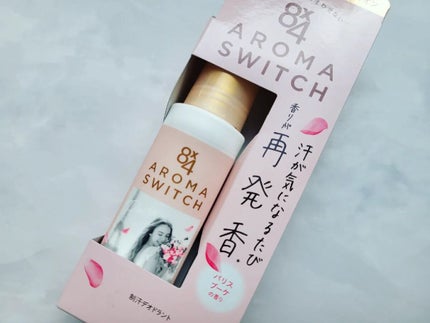 8x4
AROMA
SWITCH
汗が気になるたび
香りが
再発香。
パリス
ブーケ
の香り
8x4
AROMA
SWITCH
制汗デオドラント